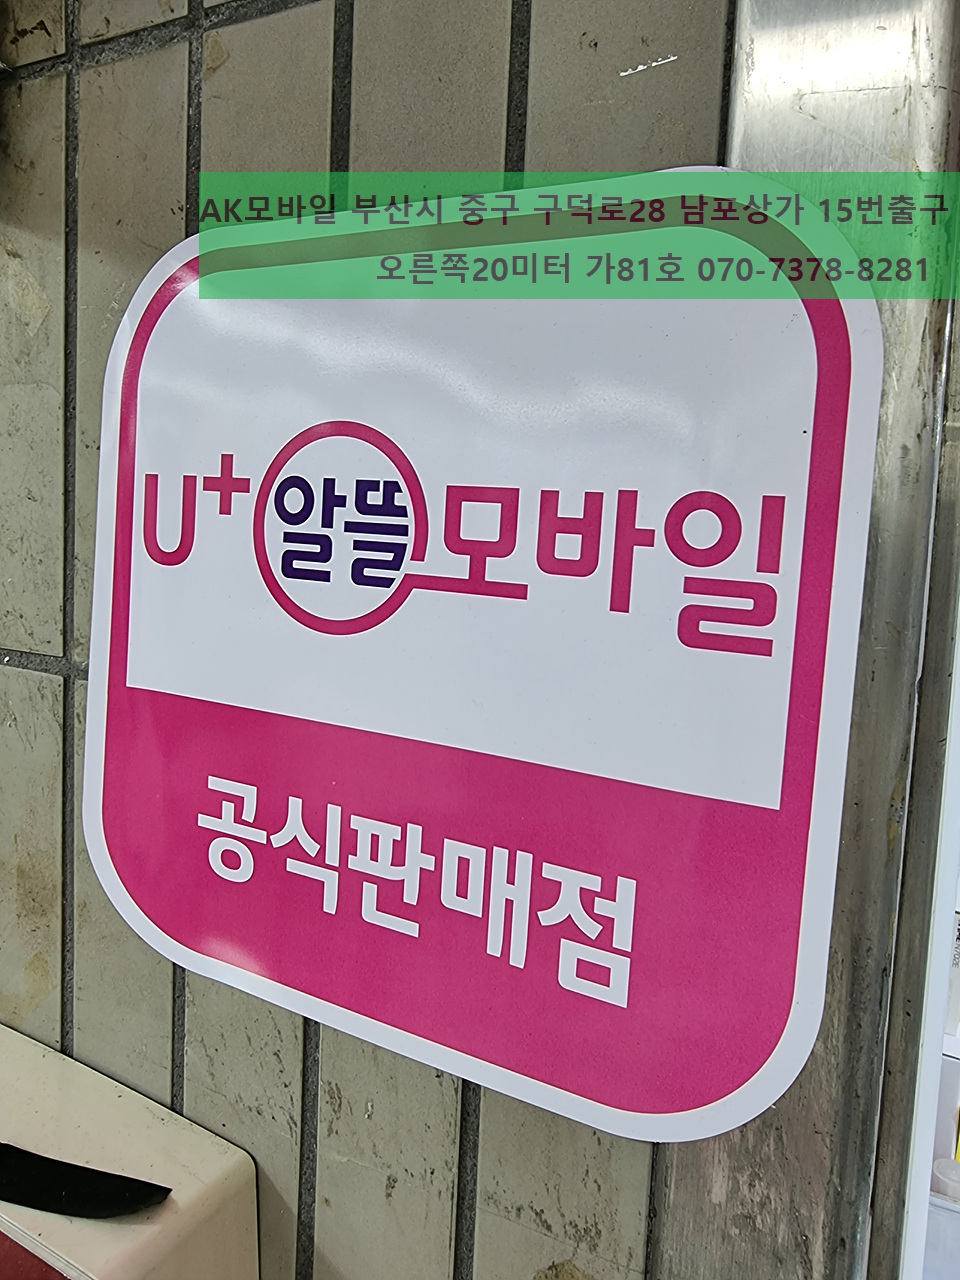 AK모바일 부산시 중구 구덕로28 남포상가 15번출구
오른쪽20미터 가81호 070-7378-8281
U+알뜰모바일
공식판매점